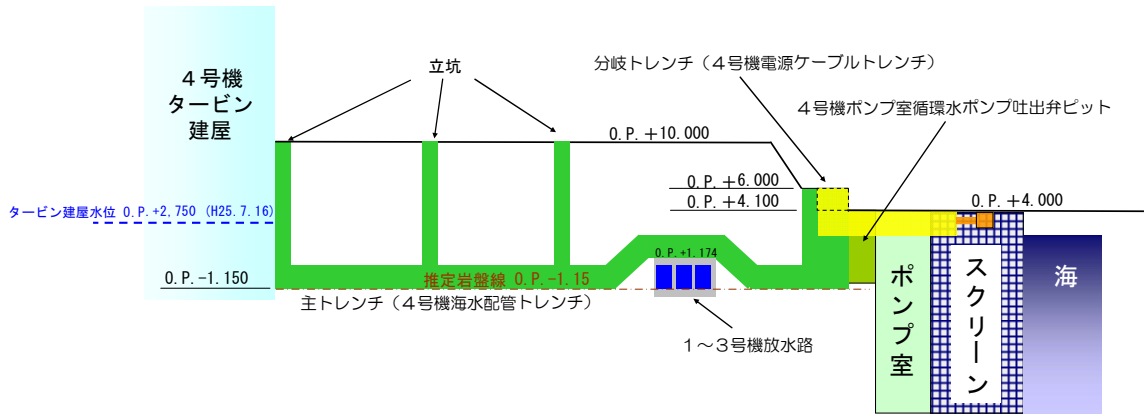 ４号機
タービン
建屋
立坑
分岐トレンチ（４号機電源ケーブルトレンチ）
４号機ポンプ室循環水ポンプ吐出弁ピット
O.P.+10.000
O.P.+6.000
O.P.+4.100
O.P.+4.000
タービン建屋水位 O.P.+2,750 (H25.7.16)
O.P.+1.174
O.P.-1.150
推定岩盤線 O.P.-1.15
主トレンチ（４号機海水配管トレンチ）
１～３号機放水路
ポンプ室
スクリーン
海